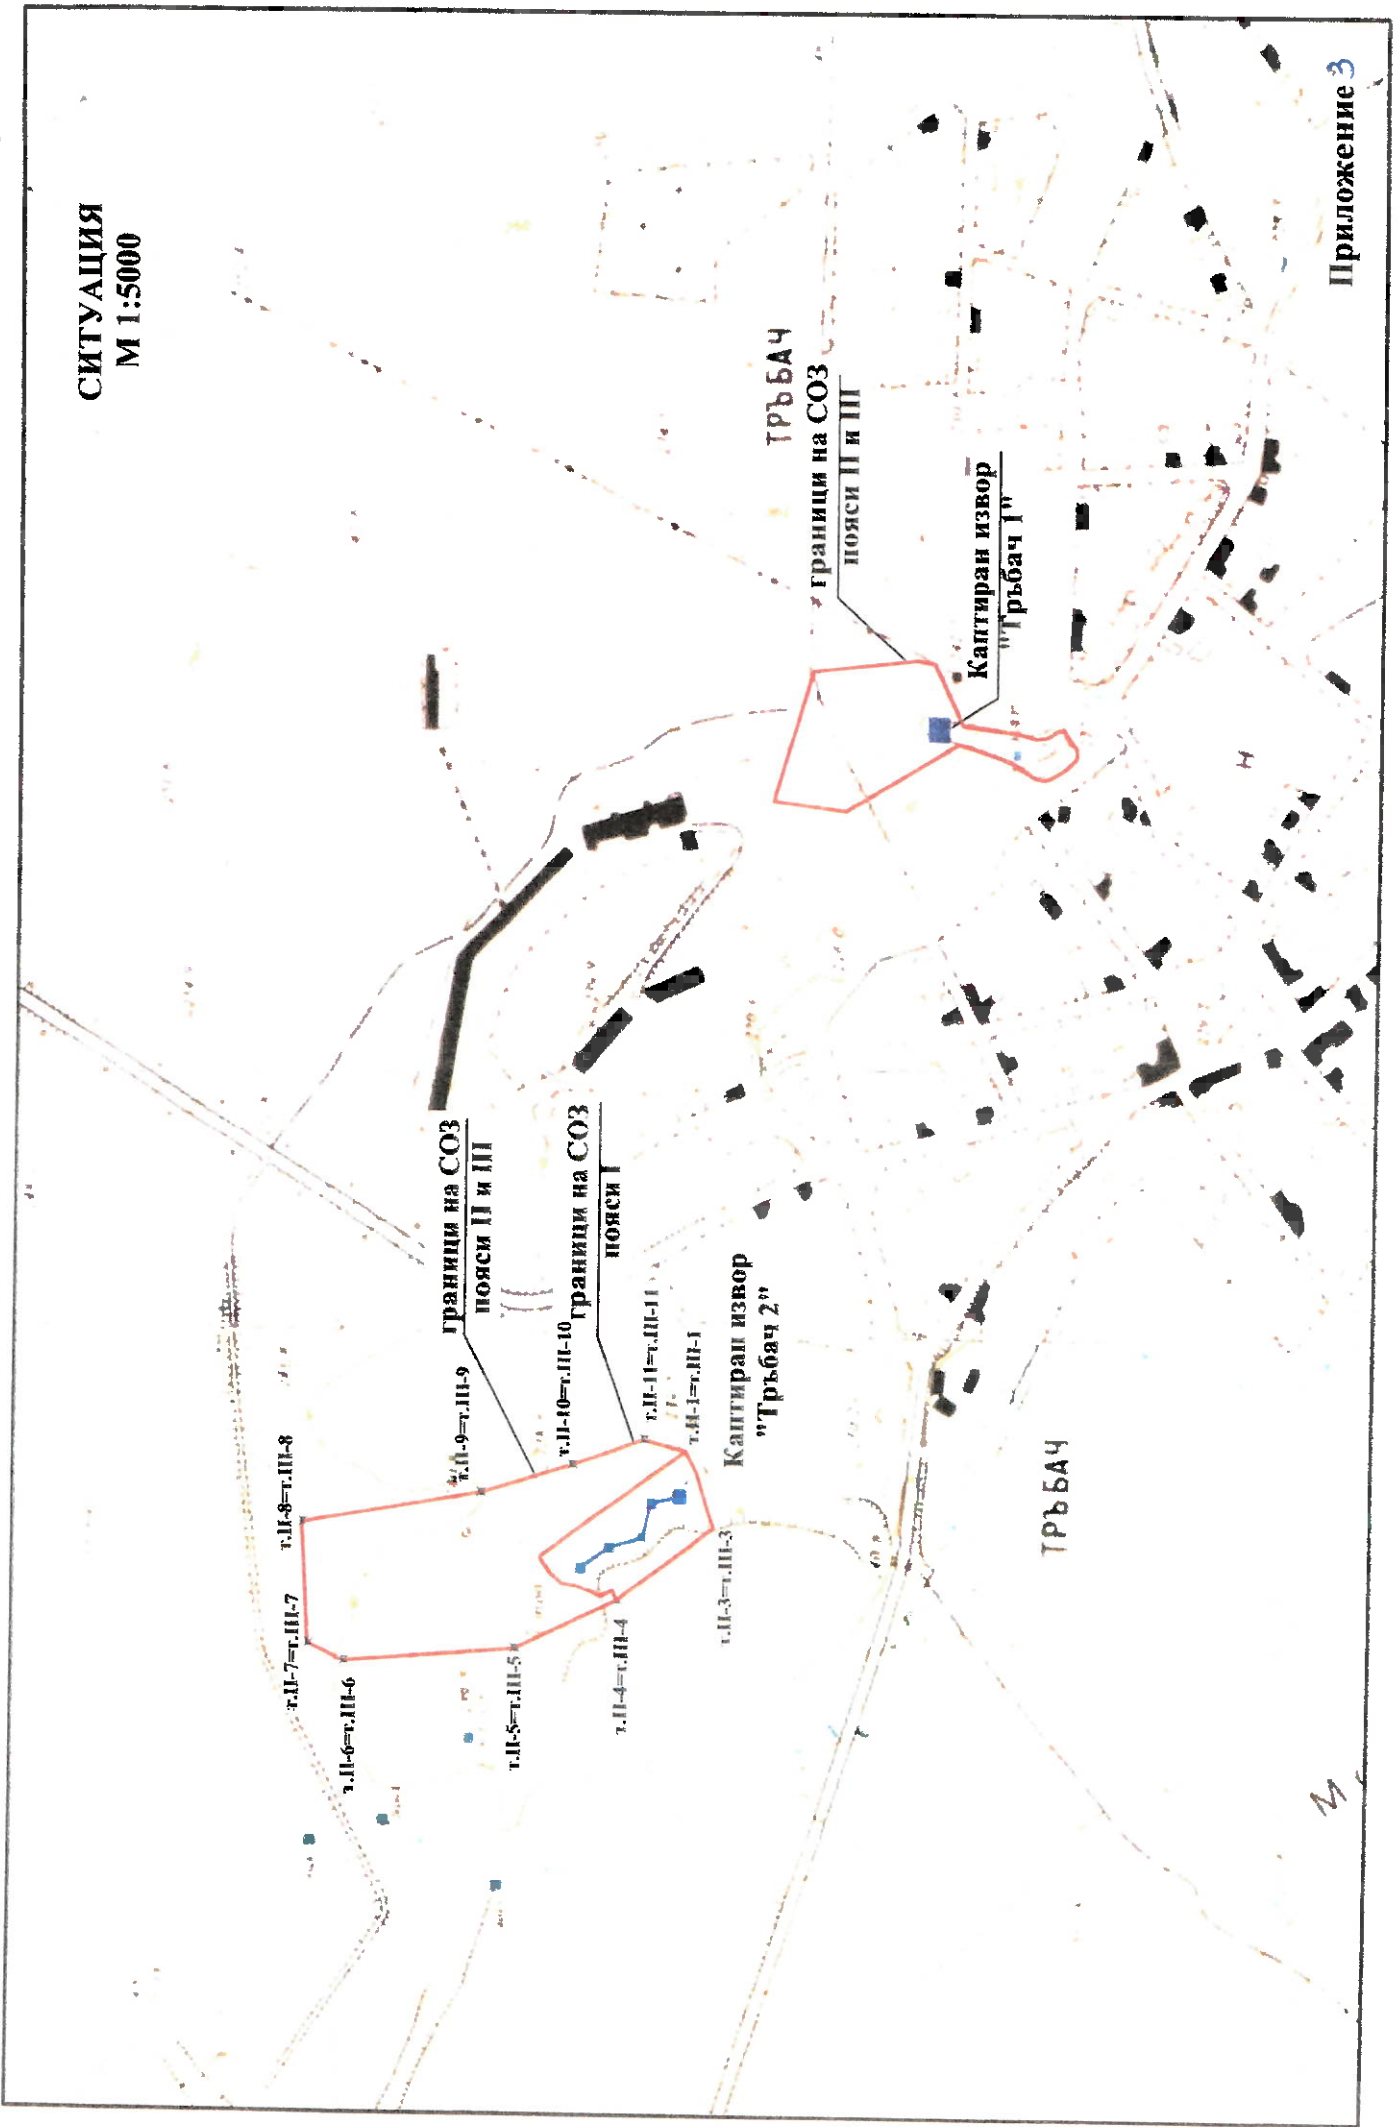 СИТУАЦИЯ
М 1:5000
граници на СОЗ
пояси II и III
граници на СОЗ
пояси I
т.II-7=т.III-7
т.II-8=т.III-8
т.II-6=т.III-6
т.II-9=т.III-9
т.II-5=т.III-5
т.II-10=т.III-10
т.II-4=т.III-4
т.II-11=т.III-11
т.II-1=т.III-1
т.II-3=т.III-3
Каптиран извор
"Тръбач 2"
ТРЪБАЧ
граници на СОЗ
пояси II и III
Каптиран извор
"Тръбач 1"
ТРЪБАЧ
Н
Приложение 3